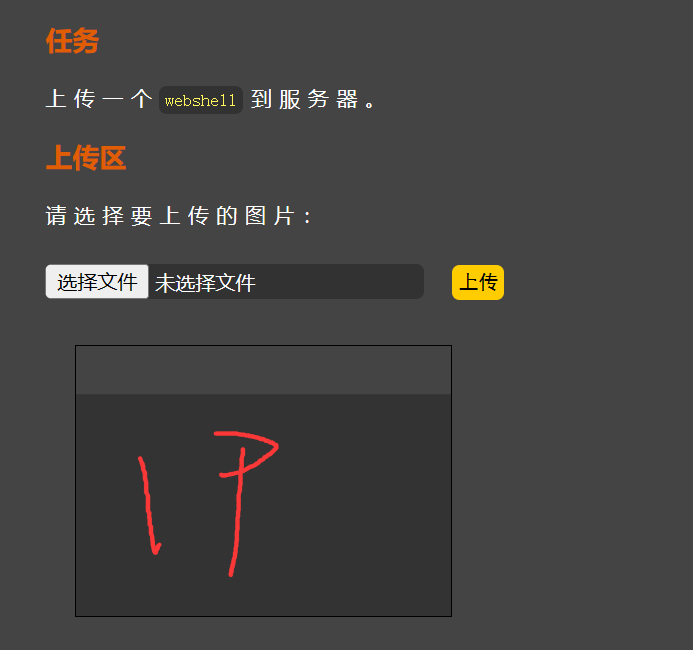 任务
上传一个 webshell 到服务器。
上传区
请选择要上传的图片：
选择文件 未选择文件 上传
IP